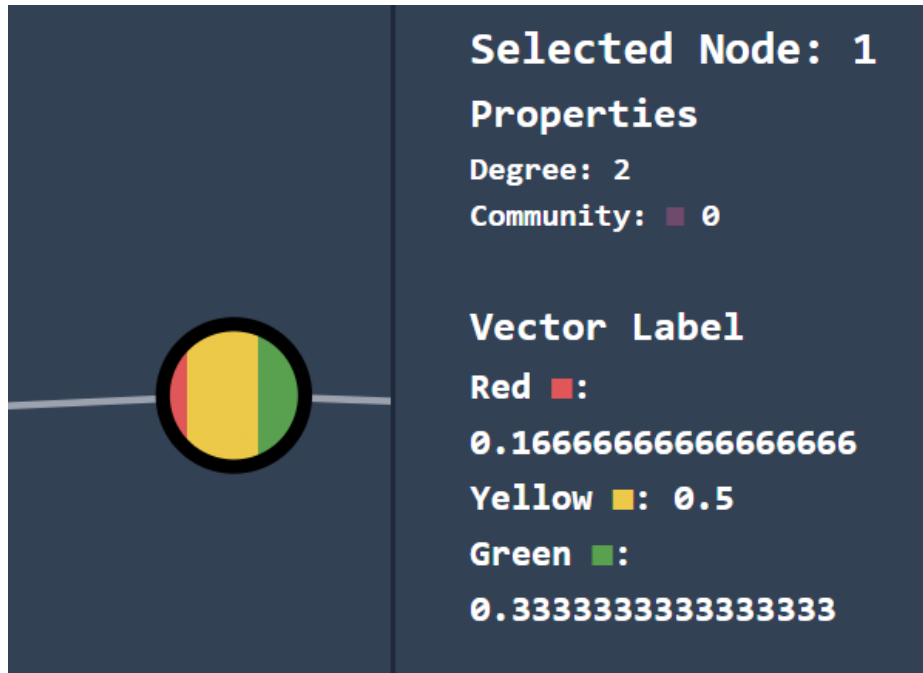 Selected Node: 1
Properties
Degree: 2
Community: 0
Vector Label
Red :
0.16666666666666666
Yellow : 0.5
Green :
0.3333333333333333